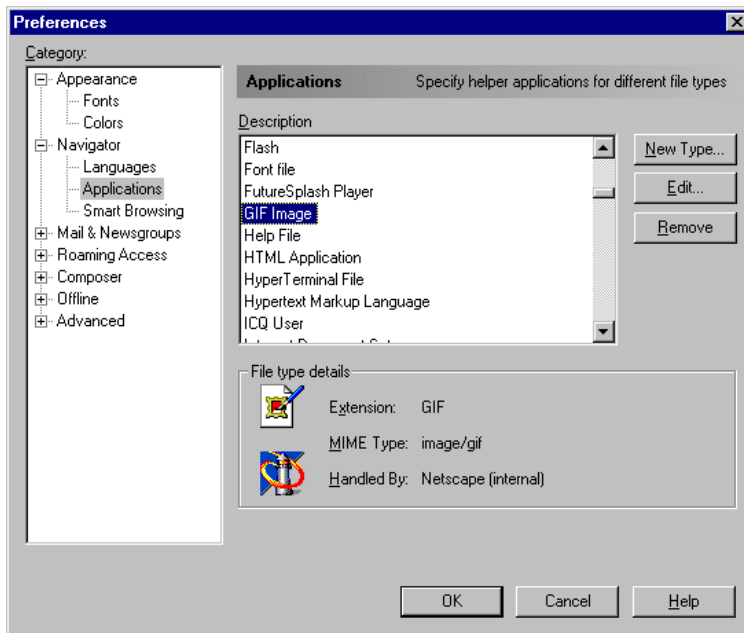 Preferences
Category:
Appearance
Fonts
Colors
Navigator
Languages
Applications
Smart Browsing
Mail & Newsgroups
Roaming Access
Composer
Offline
Advanced
Applications Specify helper applications for different file types
Description
Flash
Font file
FutureSplash Player
GIF Image
Help File
HTML Application
HyperTerminal File
Hypertext Markup Language
ICQ User
New Type...
Edit...
Remove
File type details
Extension: GIF
MIME Type: image/gif
Handled By: Netscape (internal)
OK Cancel Help